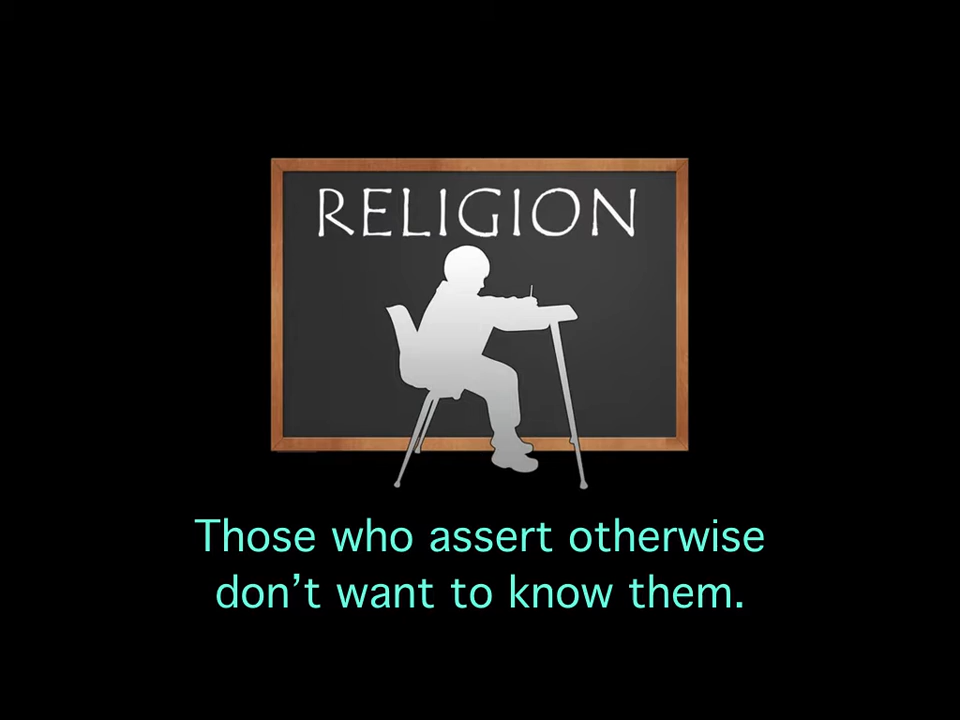 RELIGION
Those who assert otherwise
don’t want to know them.